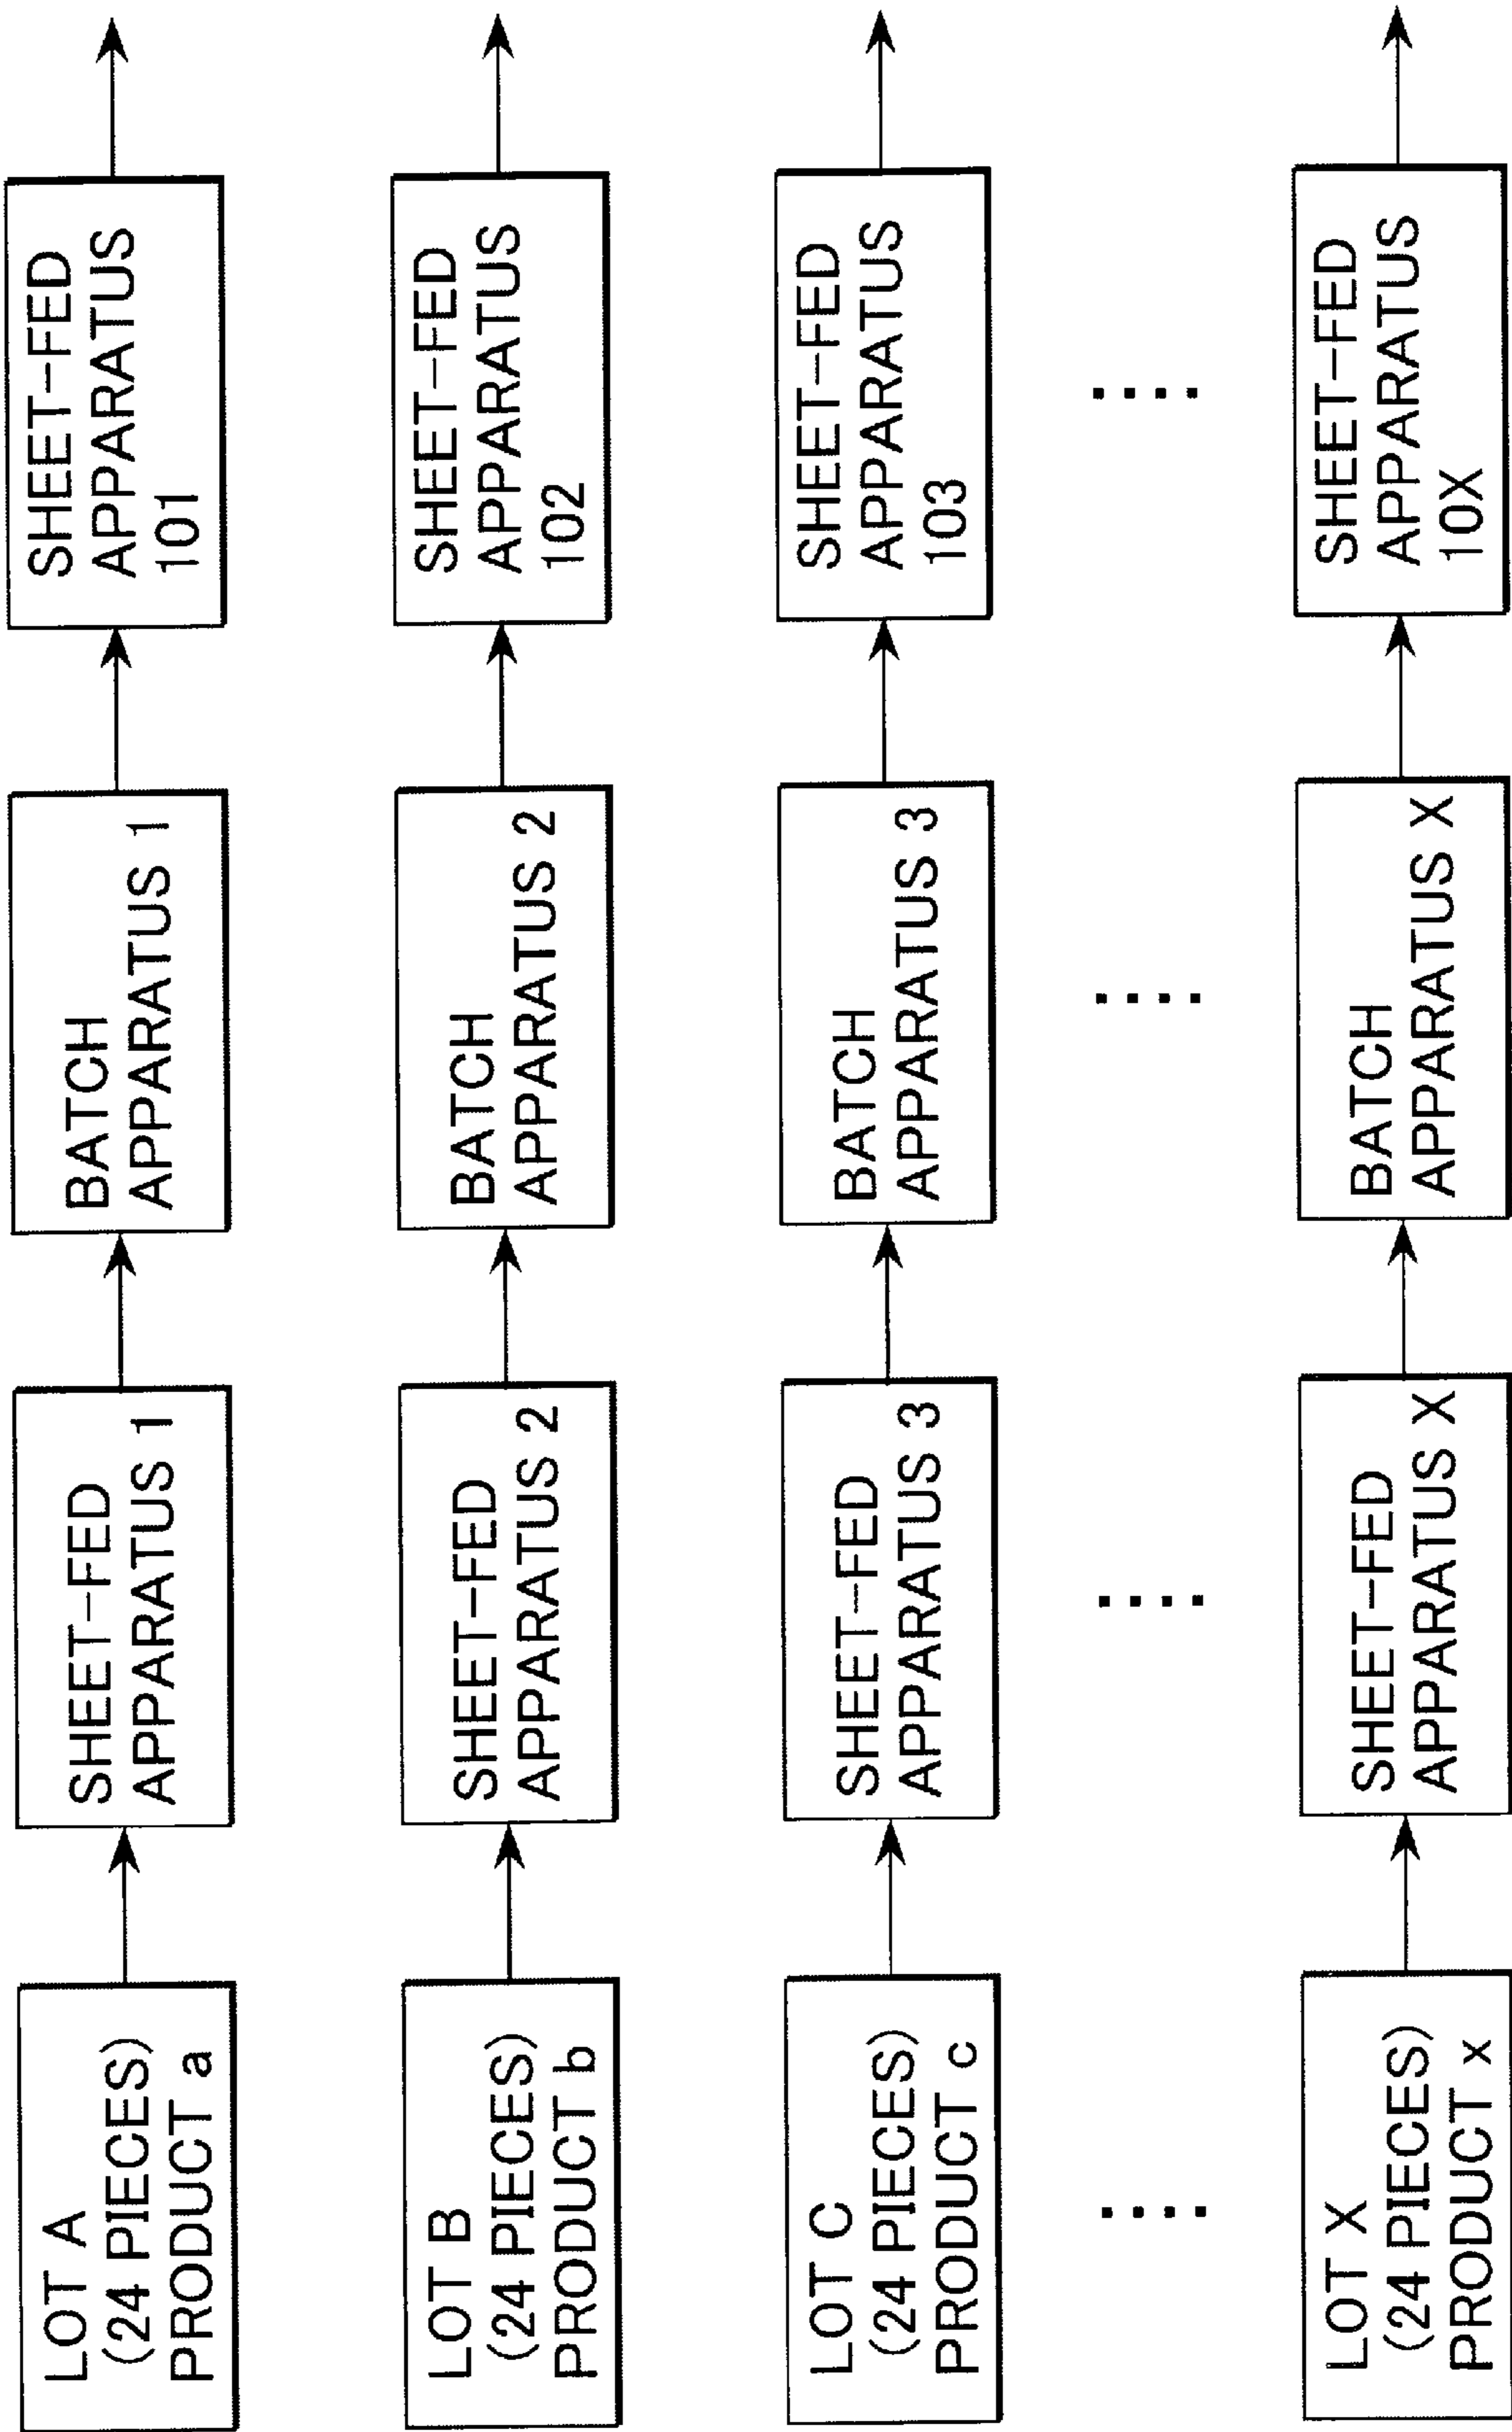 LOT A
(24 PIECES)
PRODUCT a
SHEET-FED
APPARATUS 1
BATCH
APPARATUS 1
SHEET-FED
APPARATUS
101
LOT B
(24 PIECES)
PRODUCT b
SHEET-FED
APPARATUS 2
BATCH
APPARATUS 2
SHEET-FED
APPARATUS
102
LOT C
(24 PIECES)
PRODUCT c
SHEET-FED
APPARATUS 3
BATCH
APPARATUS 3
SHEET-FED
APPARATUS
103
....
....
....
....
LOT X
(24 PIECES)
PRODUCT x
SHEET-FED
APPARATUS X
BATCH
APPARATUS X
SHEET-FED
APPARATUS
10X